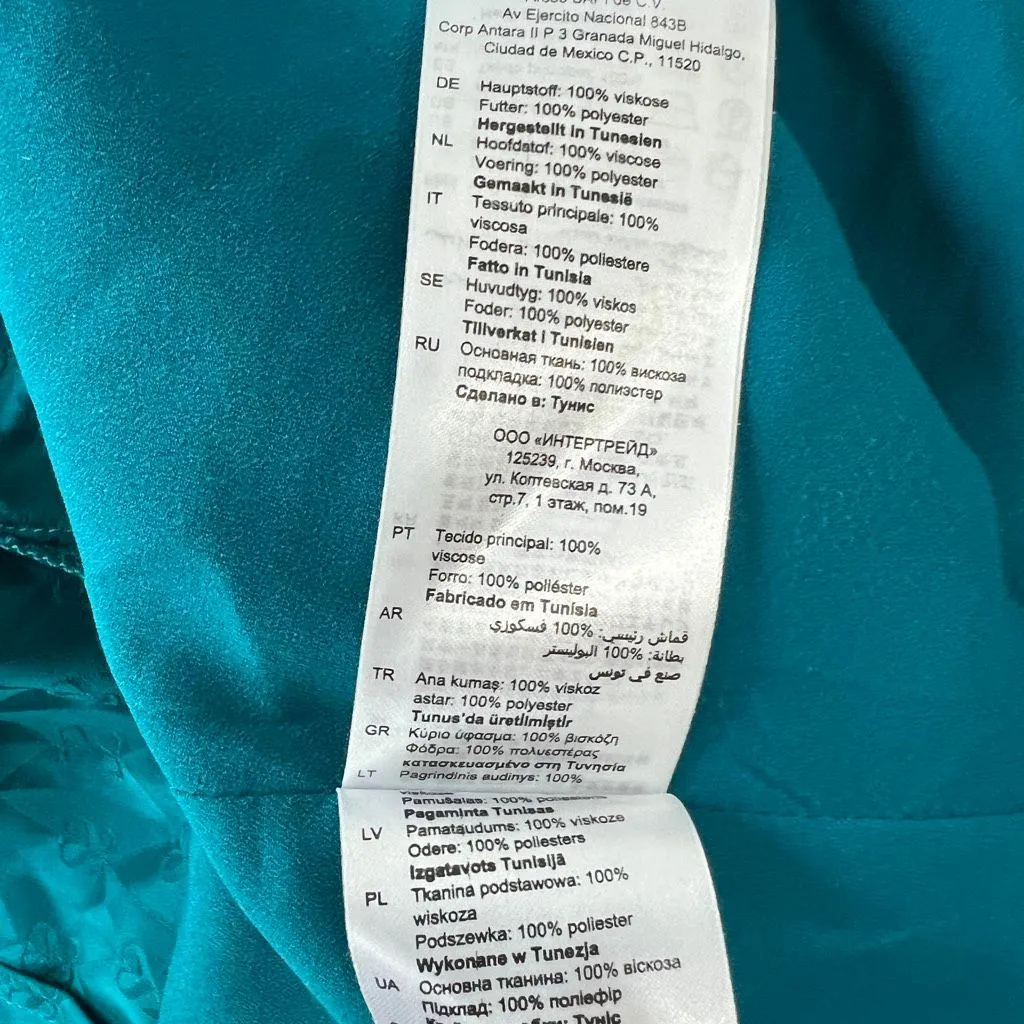 Av Ejercito Nacional 843B
Corp Antara II P 3 Granada Miguel Hidalgo,
Ciudad de Mexico C.P., 11520
DE Hauptstoff: 100% viskose
Futter: 100% polyester
Hergestellt in Tunesien
NL Hoofdstof: 100% viscose
Voering: 100% polyester
Gemaakt in Tunesië
IT Tessuto principale: 100%
viscosa
Fodera: 100% poliestere
Fatto in Tunisia
SE Huvudtyg: 100% viskos
Foder: 100% polyester
Tillverkat i Tunisien
RU Основная ткань: 100% вискоза
подкладка: 100% полиэстер
Сделано в: Тунис
ООО «ИНТЕРТРЕЙД»
125239, г. Москва,
ул. Коптевская д. 73 А,
стр.7, 1 этаж, пом.19
PT Tecido principal: 100%
viscose
Forro: 100% poliéster
Fabricado em Tunísia
AR قماش رئيسي: 100% فسكوزي
بطانة: 100% البوليستر
صنع في تونس
TR Ana kumaş: 100% viskoz
astar: 100% polyester
Tunus'da üretilmiştir
GR Κύριο ύφασμα: 100% βισκόζη
Φόδρα: 100% πολυεστέρας
κατασκευασμένο στη Τυνησία
LT Pagrindinis audinys: 100%
Pamušalas: 100%
Pagaminta Tunisas
LV Pamataudums: 100% viskoze
Odere: 100% poliesters
Izgatavots Tunisijā
PL Tkanina podstawowa: 100%
wiskoza
Podszewka: 100% poliester
Wykonane w Tunezja
UA Основна тканина: 100% віскоза
Підклад: 100% поліефір
Туніс